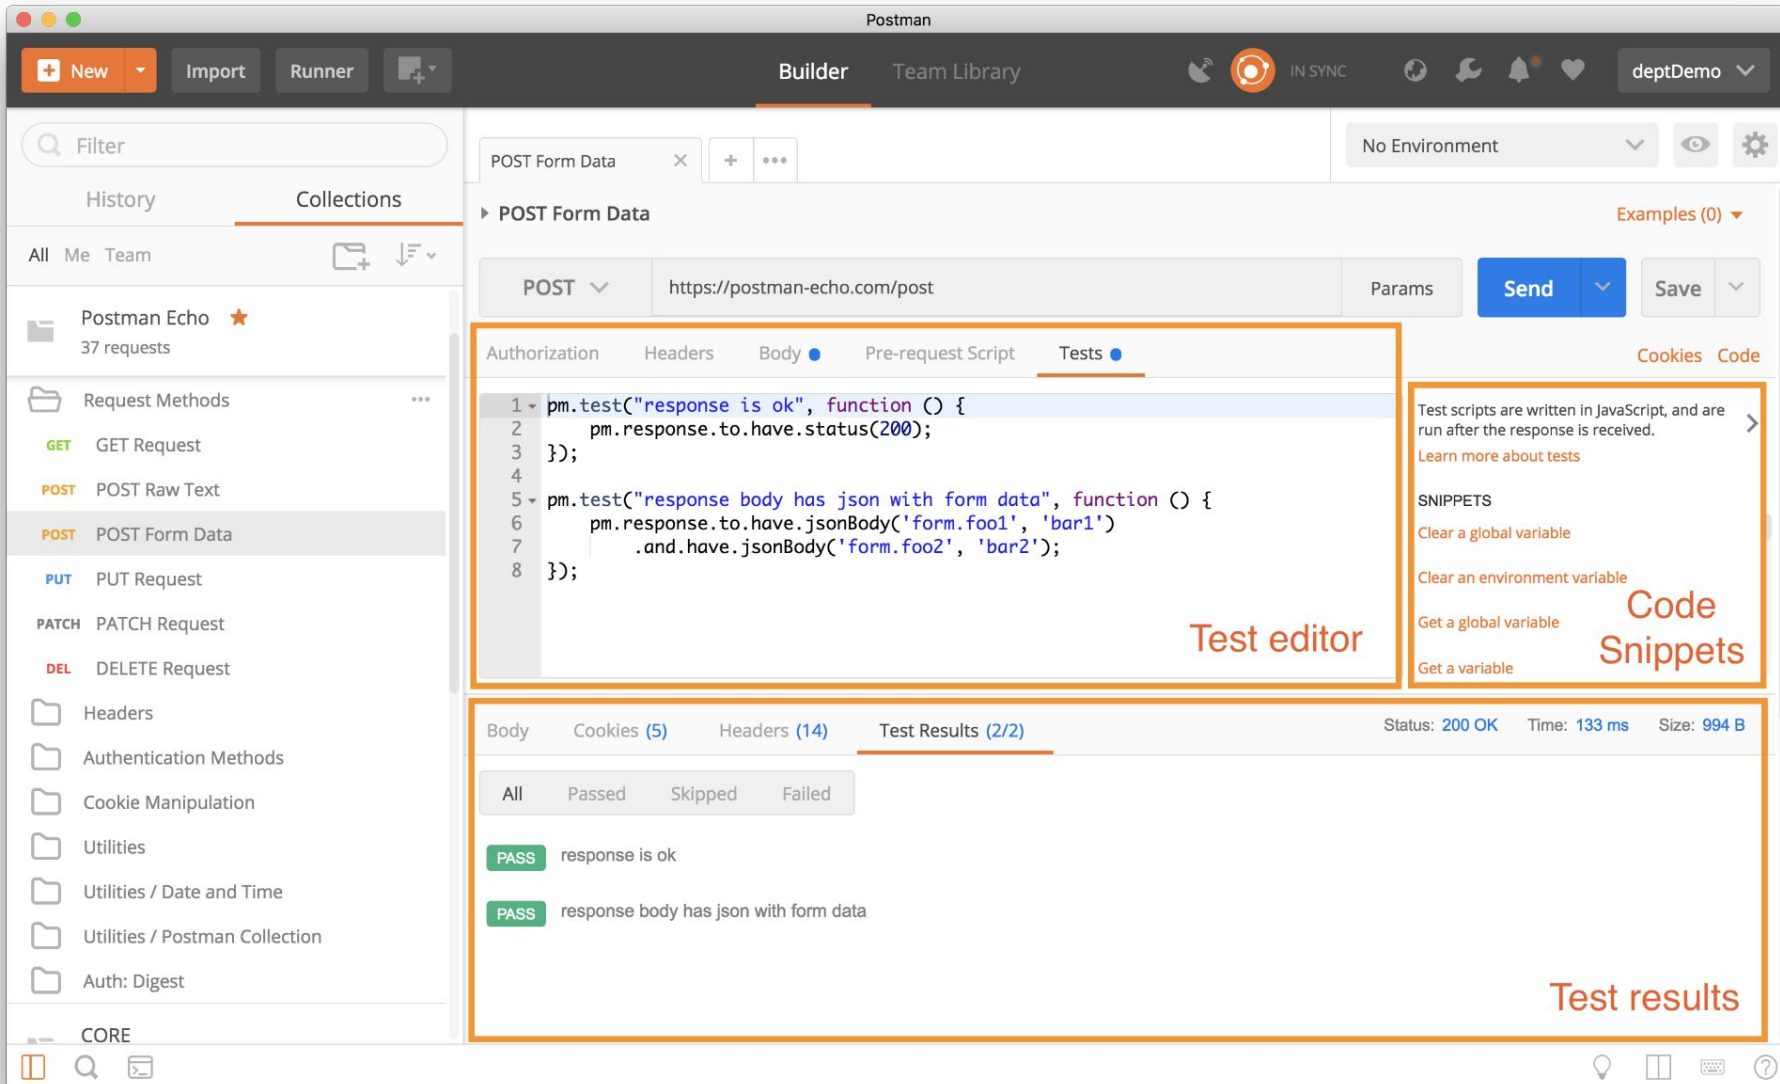 Postman
New
Import
Runner
Builder
Team Library
IN SYNC
deptDemo
Filter
History
Collections
All Me Team
Postman Echo
37 requests
Request Methods
GET GET Request
POST POST Raw Text
POST POST Form Data
PUT PUT Request
PATCH PATCH Request
DEL DELETE Request
Headers
Authentication Methods
Cookie Manipulation
Utilities
Utilities / Date and Time
Utilities / Postman Collection
Auth: Digest
CORE
POST Form Data
No Environment
POST Form Data
Examples (0)
POST
https://postman-echo.com/post
Params
Send
Save
Authorization
Headers
Body
Pre-request Script
Tests
Cookies Code
1 pm.test("response is ok", function () {
2 pm.response.to.have.status(200);
3 });
4
5 pm.test("response body has json with form data", function () {
6 pm.response.to.have.jsonBody('form.foo1', 'bar1')
7 .and.have.jsonBody('form.foo2', 'bar2');
8 });
Test editor
Test scripts are written in JavaScript, and are
run after the response is received.
Learn more about tests
SNIPPETS
Clear a global variable
Clear an environment variable
Get a global variable
Get a variable
Code
Snippets
Body
Cookies (5)
Headers (14)
Test Results (2/2)
Status: 200 OK
Time: 133 ms
Size: 994 B
All
Passed
Skipped
Failed
PASS response is ok
PASS response body has json with form data
Test results